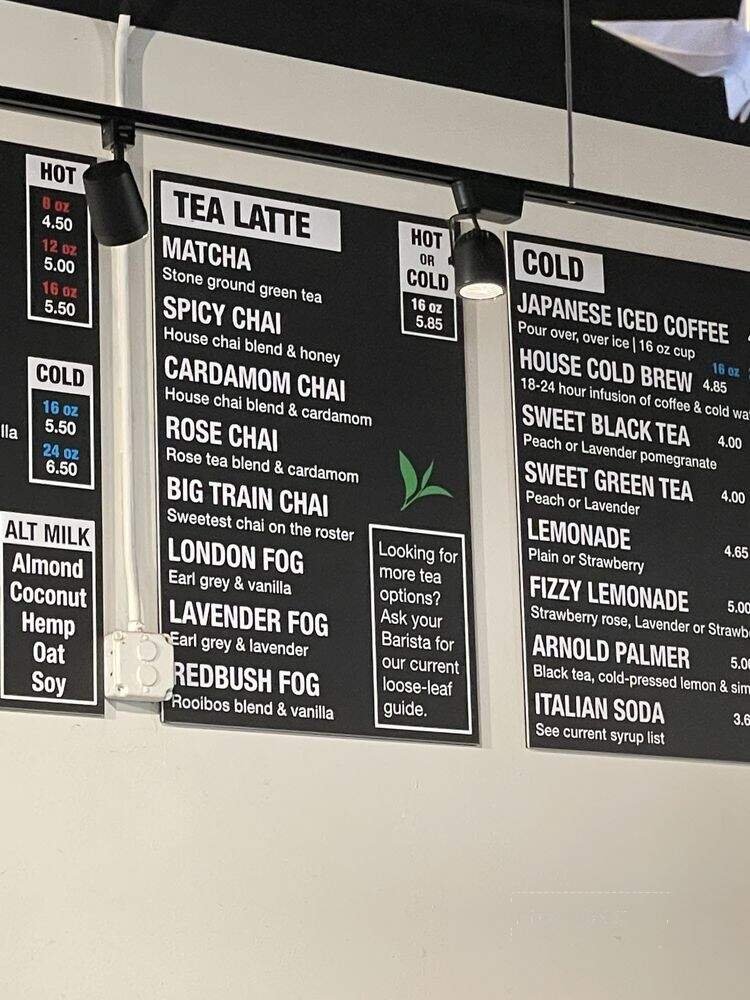 HOT
8 oz
4.50
12 oz
5.00
16 oz
5.50
COLD
16 oz
5.50
24 oz
6.50
lla
ALT MILK
Almond
Coconut
Hemp
Oat
Soy
TEA LATTE
HOT
OR
COLD
16 oz
5.85
MATCHA
Stone ground green tea
SPICY CHAI
House chai blend & honey
CARDAMOM CHAI
House chai blend & cardamom
ROSE CHAI
Rose tea blend & cardamom
BIG TRAIN CHAI
Sweetest chai on the roster
LONDON FOG
Earl grey & vanilla
LAVENDER FOG
Earl grey & lavender
REDBUSH FOG
Rooibos blend & vanilla
Looking for
more tea
options?
Ask your
Barista for
our current
loose-leaf
guide.
COLD
JAPANESE ICED COFFEE
Pour over, over ice | 16 oz cup
16 oz
HOUSE COLD BREW 4.85
18-24 hour infusion of coffee & cold wa
SWEET BLACK TEA 4.00
Peach or Lavender pomegranate
SWEET GREEN TEA 4.00
Peach or Lavender
LEMONADE 4.65
Plain or Strawberry
FIZZY LEMONADE 5.00
Strawberry rose, Lavender or Strawb
ARNOLD PALMER 5.0
Black tea, cold-pressed lemon & sim
ITALIAN SODA 3.6
See current syrup list